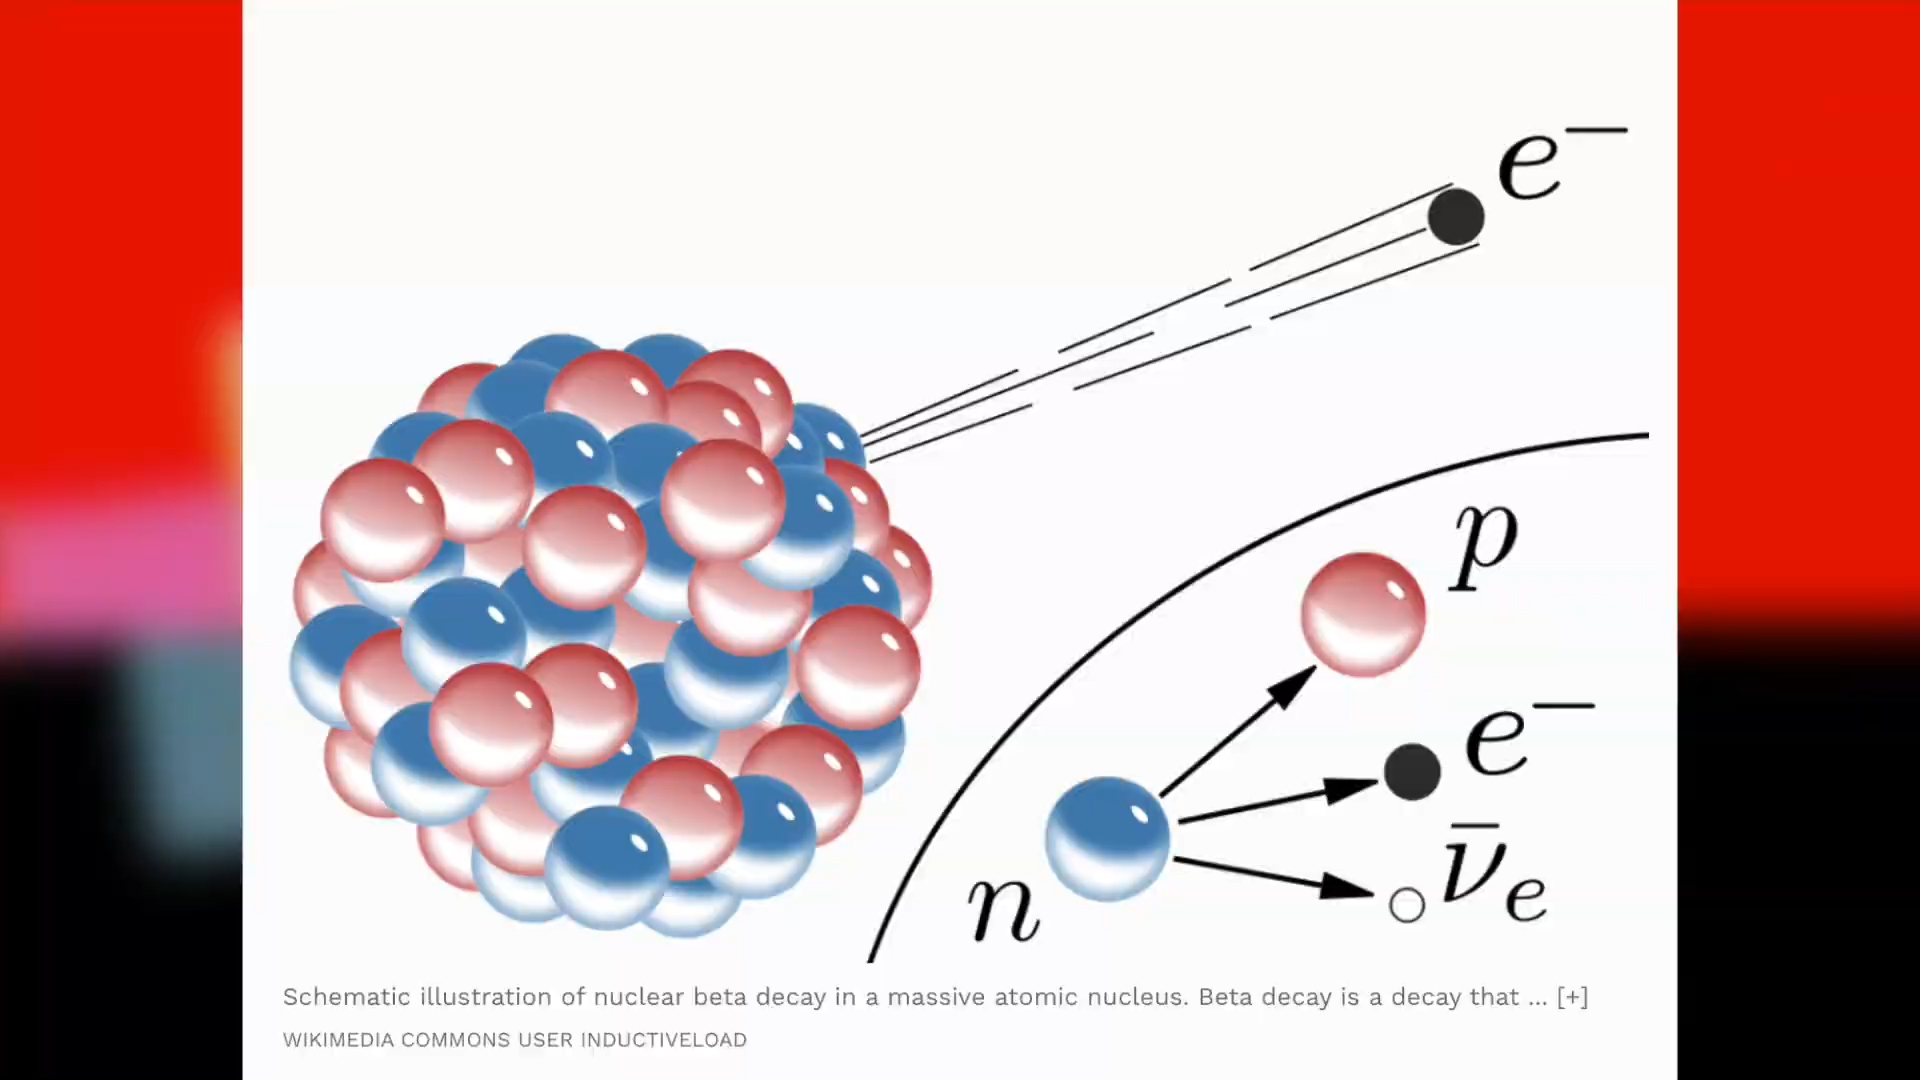 e⁻
p
e⁻
ν̄ₑ
n
Schematic illustration of nuclear beta decay in a massive atomic nucleus. Beta decay is a decay that ... [+]
WIKIMEDIA COMMONS USER INDUCTIVELOAD